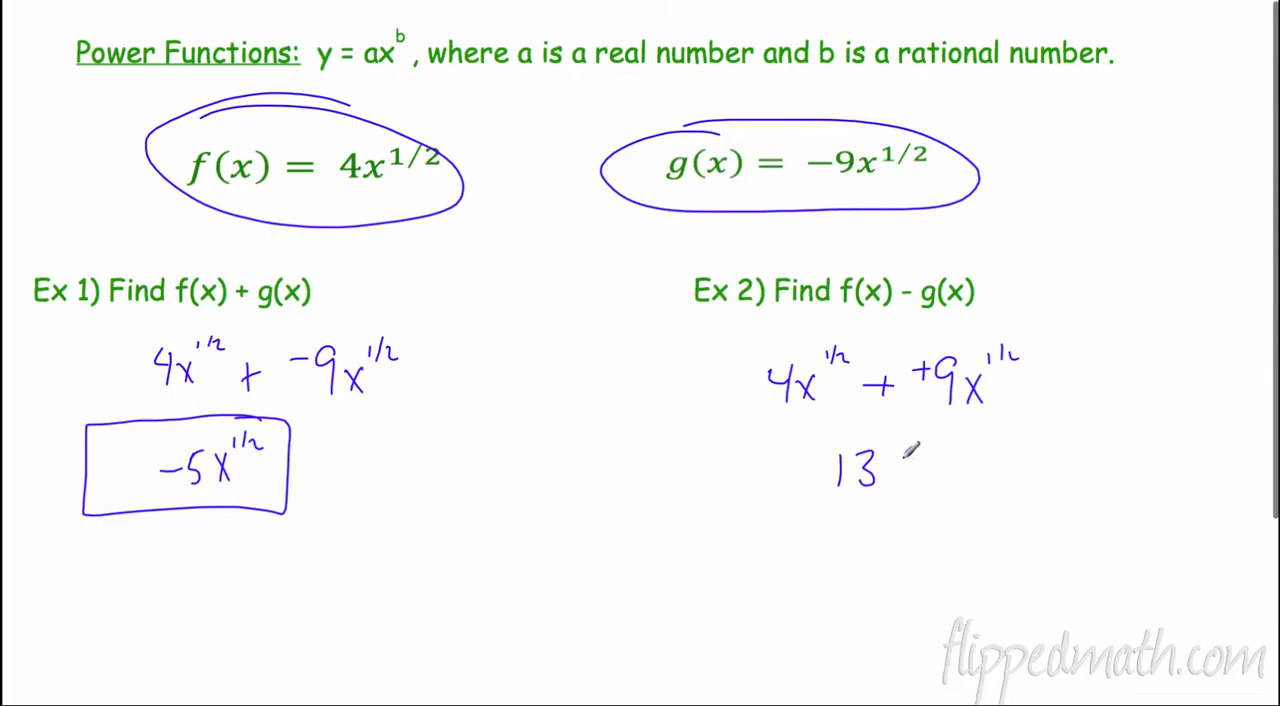 Power Functions: y = ax^b, where a is a real number and b is a rational number.
f(x) = 4x^{1/2}
g(x) = −9x^{1/2}
Ex 1) Find f(x) + g(x)
4x^{1/2} + −9x^{1/2}
−5x^{1/2}
Ex 2) Find f(x) - g(x)
4x^{1/2} + +9x^{1/2}
13
flippedmath.com